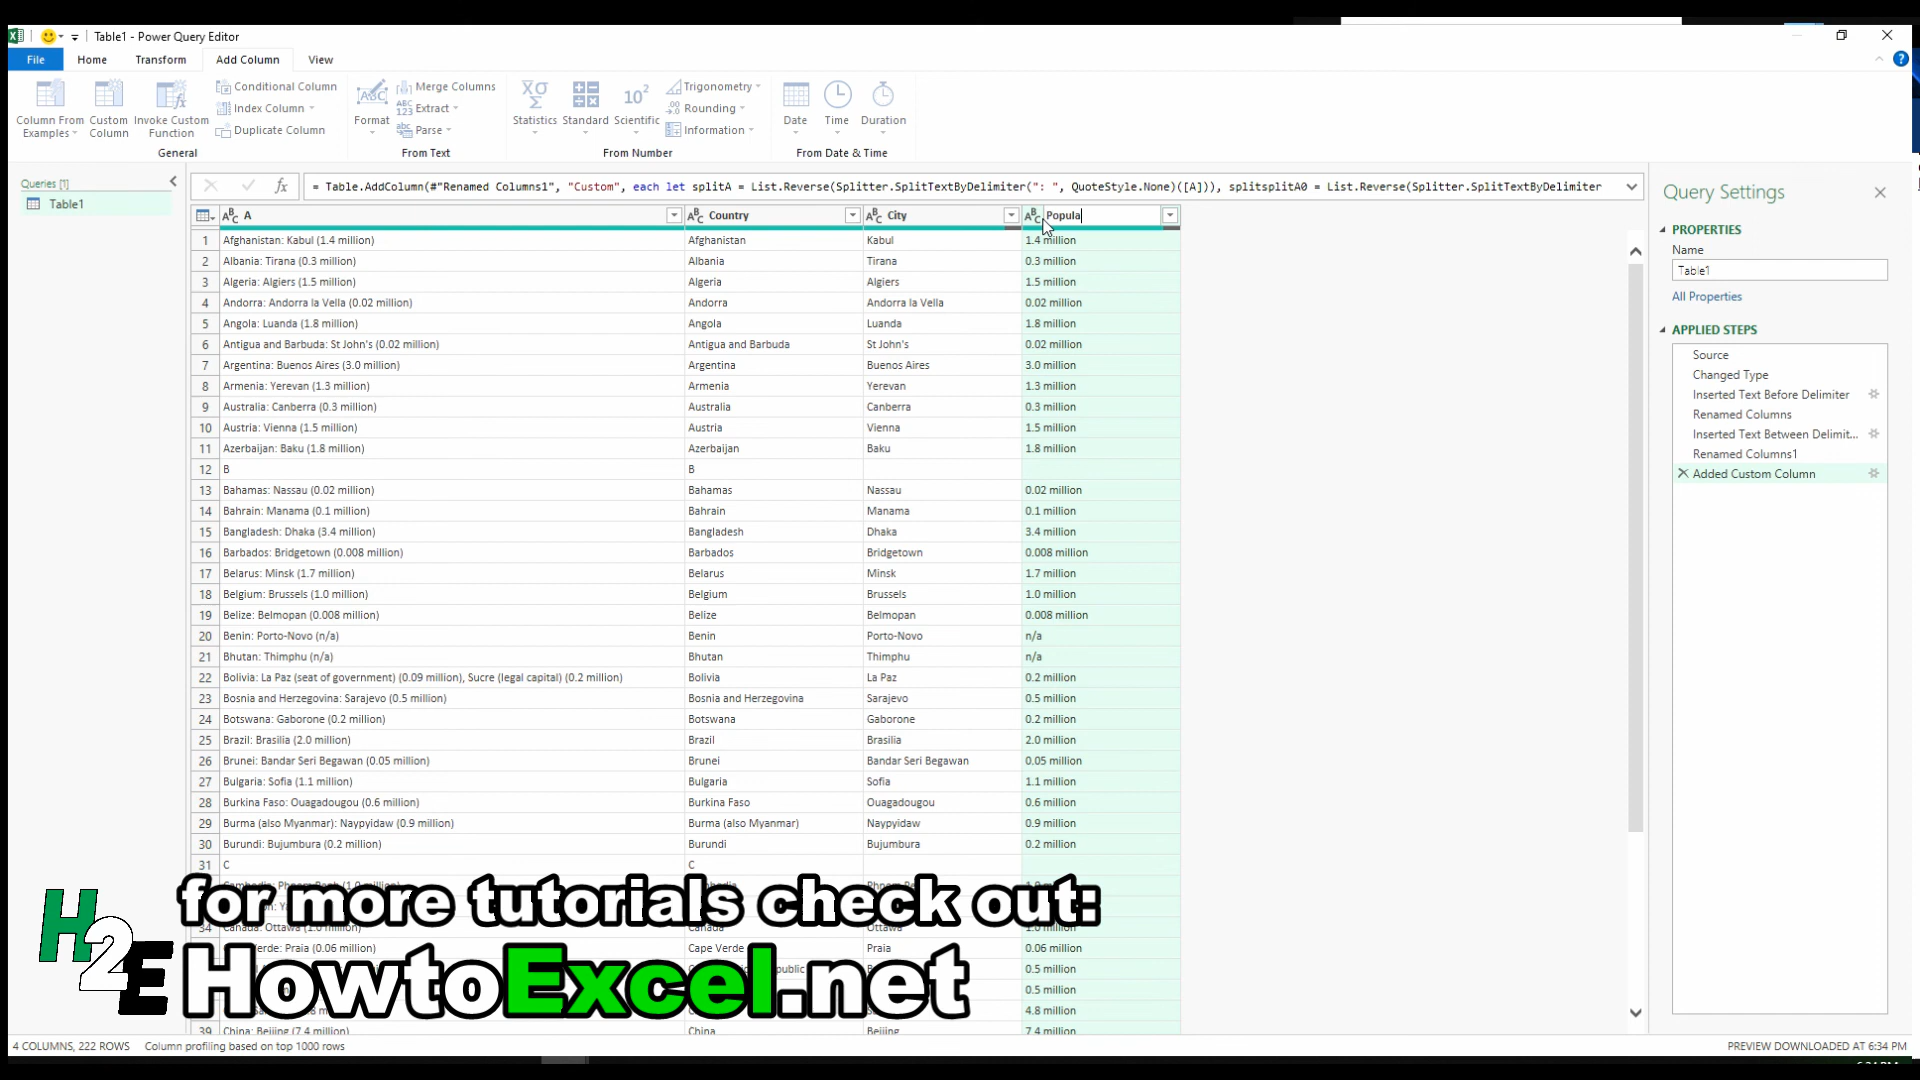 Table1 - Power Query Editor
File Home Transform Add Column View
Column From Examples
Custom Column
Invoke Custom Function
Conditional Column
Index Column
Duplicate Column
General
Format
Merge Columns
Extract
Parse
From Text
Statistics
Standard
Scientific
Trigonometry
Rounding
Information
From Number
Date
Time
Duration
From Date & Time
Queries [1]
Table1
= Table.AddColumn(#"Renamed Columns1", "Custom", each let splitA = List.Reverse(Splitter.SplitTextByDelimiter(": ", QuoteStyle.None)([A])), splitsplitA0 = List.Reverse(Splitter.SplitTextByDelimiter
A Country City Popula
1 Afghanistan: Kabul (1.4 million) Afghanistan Kabul 1.4 million
2 Albania: Tirana (0.3 million) Albania Tirana 0.3 million
3 Algeria: Algiers (1.5 million) Algeria Algiers 1.5 million
4 Andorra: Andorra la Vella (0.02 million) Andorra Andorra la Vella 0.02 million
5 Angola: Luanda (1.8 million) Angola Luanda 1.8 million
6 Antigua and Barbuda: St John's (0.02 million) Antigua and Barbuda St John's 0.02 million
7 Argentina: Buenos Aires (3.0 million) Argentina Buenos Aires 3.0 million
8 Armenia: Yerevan (1.3 million) Armenia Yerevan 1.3 million
9 Australia: Canberra (0.3 million) Australia Canberra 0.3 million
10 Austria: Vienna (1.5 million) Austria Vienna 1.5 million
11 Azerbaijan: Baku (1.8 million) Azerbaijan Baku 1.8 million
12 B B
13 Bahamas: Nassau (0.02 million) Bahamas Nassau 0.02 million
14 Bahrain: Manama (0.1 million) Bahrain Manama 0.1 million
15 Bangladesh: Dhaka (3.4 million) Bangladesh Dhaka 3.4 million
16 Barbados: Bridgetown (0.008 million) Barbados Bridgetown 0.008 million
17 Belarus: Minsk (1.7 million) Belarus Minsk 1.7 million
18 Belgium: Brussels (1.0 million) Belgium Brussels 1.0 million
19 Belize: Belmopan (0.008 million) Belize Belmopan 0.008 million
20 Benin: Porto-Novo (n/a) Benin Porto-Novo n/a
21 Bhutan: Thimphu (n/a) Bhutan Thimphu n/a
22 Bolivia: La Paz (seat of government) (0.09 million), Sucre (legal capital) (0.2 million) Bolivia La Paz 0.2 million
23 Bosnia and Herzegovina: Sarajevo (0.5 million) Bosnia and Herzegovina Sarajevo 0.5 million
24 Botswana: Gaborone (0.2 million) Botswana Gaborone 0.2 million
25 Brazil: Brasilia (2.0 million) Brazil Brasilia 2.0 million
26 Brunei: Bandar Seri Begawan (0.05 million) Brunei Bandar Seri Begawan 0.05 million
27 Bulgaria: Sofia (1.1 million) Bulgaria Sofia 1.1 million
28 Burkina Faso: Ouagadougou (0.6 million) Burkina Faso Ouagadougou 0.6 million
29 Burma (also Myanmar): Naypyidaw (0.9 million) Burma (also Myanmar) Naypyidaw 0.9 million
30 Burundi: Bujumbura (0.2 million) Burundi Bujumbura 0.2 million
31 C C
34 Canada: Ottawa (1.0 million) Canada Ottawa 1.0 million
Verde: Praia (0.06 million) Cape Verde Praia 0.06 million
0.5 million
0.5 million
4.8 million
39 China: Beijing (7.4 million) China Beijing 7.4 million
for more tutorials check out:
H2E HowtoExcel.net
Query Settings
PROPERTIES
Name
Table1
All Properties
APPLIED STEPS
Source
Changed Type
Inserted Text Before Delimiter
Renamed Columns
Inserted Text Between Delimit...
Renamed Columns1
Added Custom Column
4 COLUMNS, 222 ROWS Column profiling based on top 1000 rows
PREVIEW DOWNLOADED AT 6:34 PM